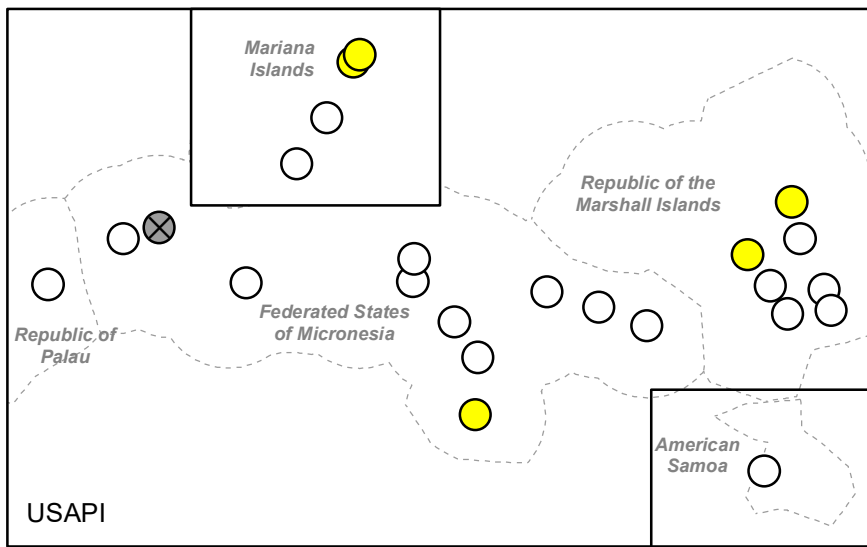 Mariana
Islands
Republic of the
Marshall Islands
Federated States
of Micronesia
Republic of
Palau
American
Samoa
USAPI